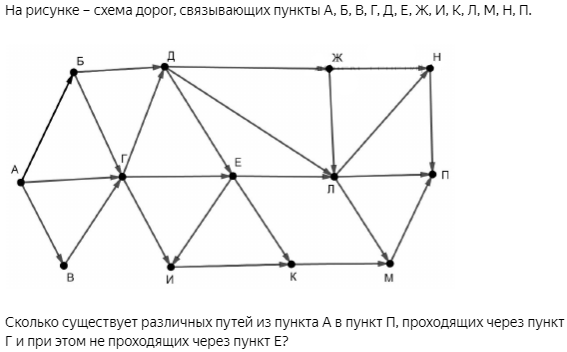 На рисунке – схема дорог, связывающих пункты А, Б, В, Г, Д, Е, Ж, И, К, Л, М, Н, П.
Б Д Ж Н
А Г Е Л П
В И К М
Сколько существует различных путей из пункта А в пункт П, проходящих через пункт
Г и при этом не проходящих через пункт Е?